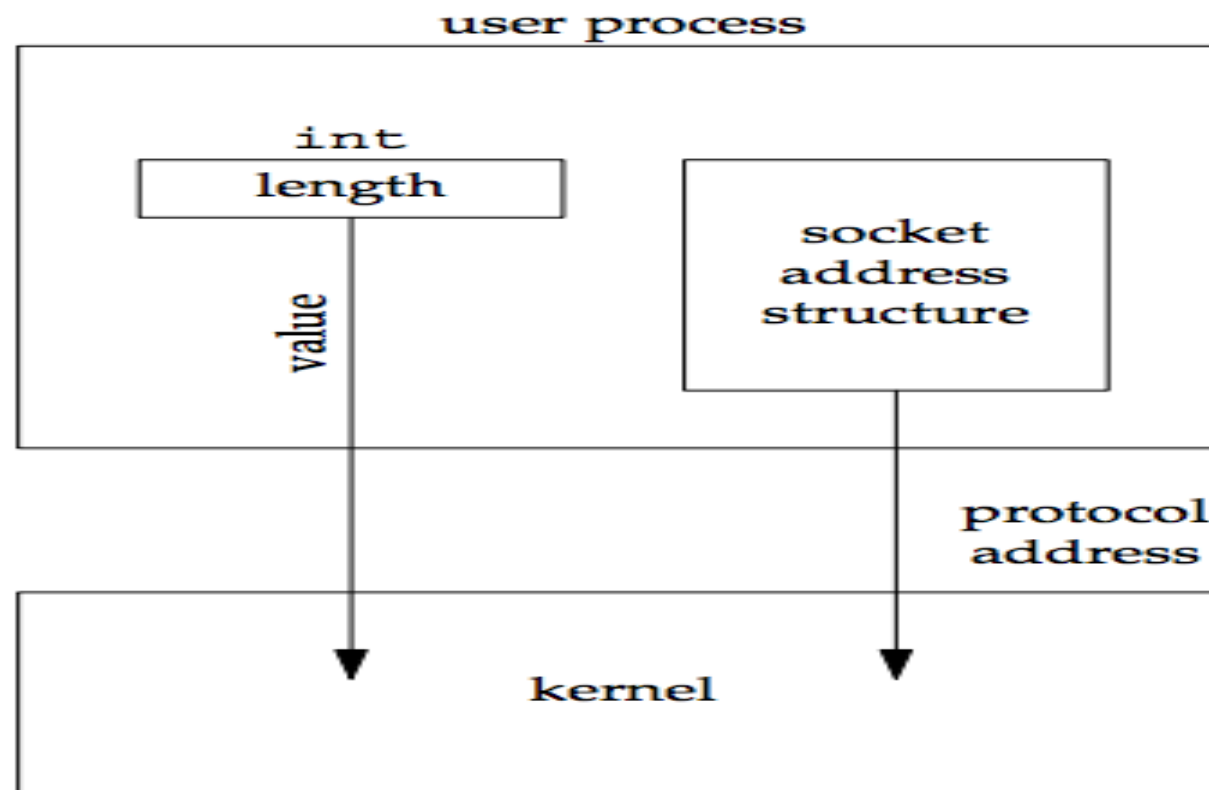 user process
int
length
value
socket
address
structure
protocol
address
kernel